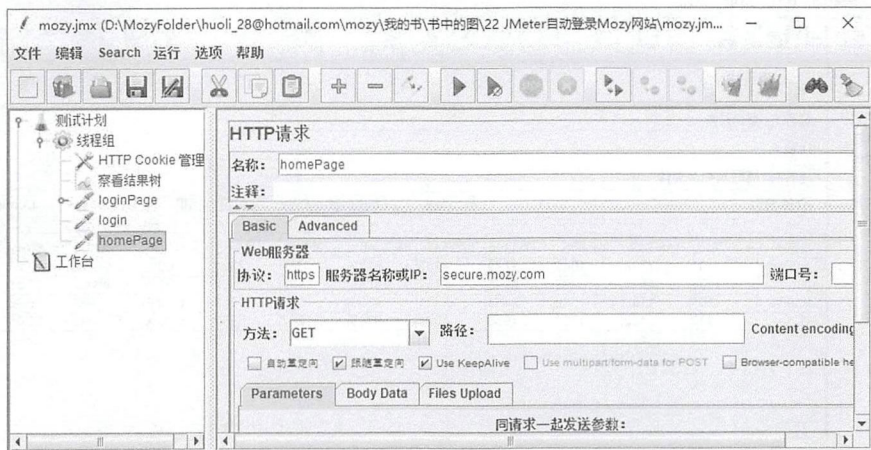 mozy.jmx (D:\MozyFolder\huoli_28@hotmail.com\mozy\我的书\书中的图\22 JMeter自动登录Mozy网站\mozy.jm...
文件 编辑 Search 运行 选项 帮助
测试计划
线程组
HTTP Cookie 管理
察看结果树
loginPage
login
homePage
工作台
HTTP请求
名称： homePage
注释：
Basic Advanced
Web服务器
协议： https 服务器名称或IP： secure.mozy.com 端口号：
HTTP请求
方法： GET 路径： Content encoding
自动重定向 跟随重定向 Use KeepAlive Use multipart/form-data for POST Browser-compatible he
Parameters Body Data Files Upload
同请求一起发送参数：